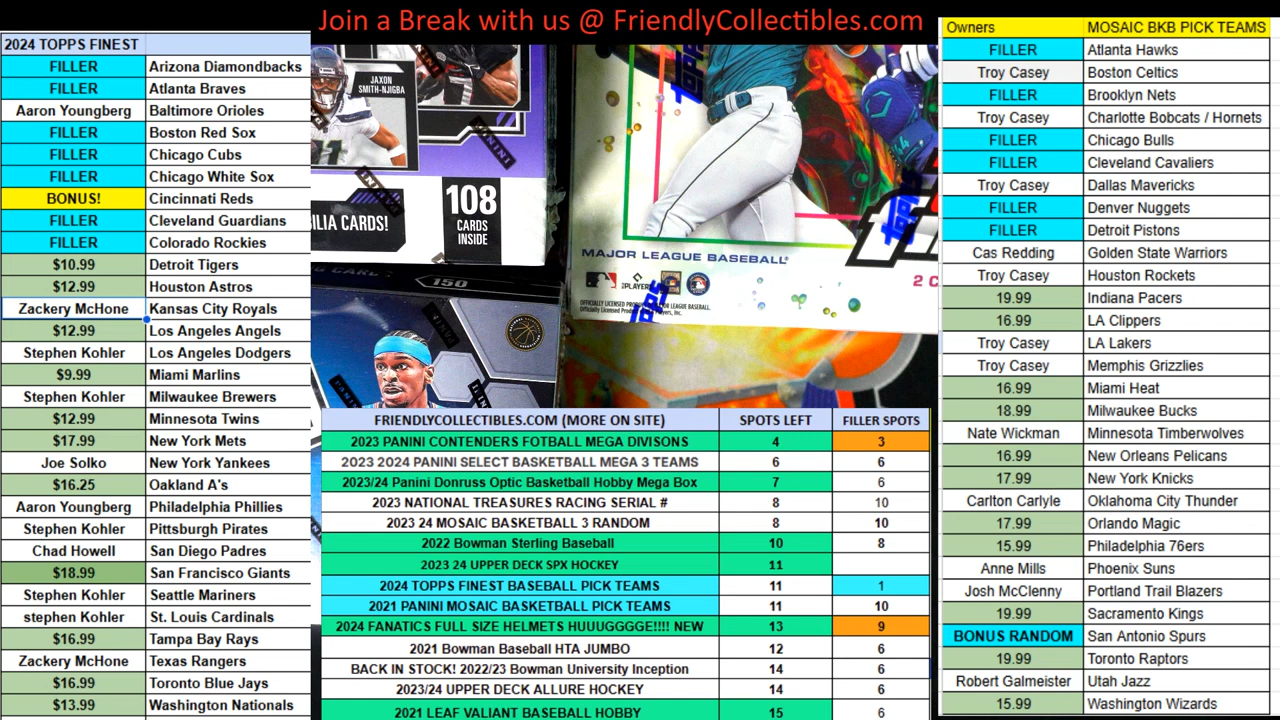 Join a Break with us @ FriendlyCollectibles.com
2024 TOPPS FINEST
FILLER Arizona Diamondbacks
FILLER Atlanta Braves
Aaron Youngberg Baltimore Orioles
FILLER Boston Red Sox
FILLER Chicago Cubs
FILLER Chicago White Sox
BONUS! Cincinnati Reds
FILLER Cleveland Guardians
FILLER Colorado Rockies
$10.99 Detroit Tigers
$12.99 Houston Astros
Zackery McHone Kansas City Royals
$12.99 Los Angeles Angels
Stephen Kohler Los Angeles Dodgers
$9.99 Miami Marlins
Stephen Kohler Milwaukee Brewers
$12.99 Minnesota Twins
$17.99 New York Mets
Joe Solko New York Yankees
$16.25 Oakland A's
Aaron Youngberg Philadelphia Phillies
Stephen Kohler Pittsburgh Pirates
Chad Howell San Diego Padres
$18.99 San Francisco Giants
Stephen Kohler Seattle Mariners
stephen Kohler St. Louis Cardinals
$16.99 Tampa Bay Rays
Zackery McHone Texas Rangers
$16.99 Toronto Blue Jays
$13.99 Washington Nationals
JAXON
SMITH-NJIGBA
PANINI
ILIA CARDS!
108
CARDS
INSIDE
150
topps
MAJOR LEAGUE BASEBALL
PLAYERS
topps
2 C
FRIENDLYCOLLECTIBLES.COM (MORE ON SITE) SPOTS LEFT FILLER SPOTS
2023 PANINI CONTENDERS FOTBALL MEGA DIVISONS 4 3
2023 2024 PANINI SELECT BASKETBALL MEGA 3 TEAMS 6 6
2023/24 Panini Donruss Optic Basketball Hobby Mega Box 7 6
2023 NATIONAL TREASURES RACING SERIAL # 8 10
2023 24 MOSAIC BASKETBALL 3 RANDOM 8 10
2022 Bowman Sterling Baseball 10 8
2023 24 UPPER DECK SPX HOCKEY 11
2024 TOPPS FINEST BASEBALL PICK TEAMS 11 1
2021 PANINI MOSAIC BASKETBALL PICK TEAMS 11 10
2024 FANATICS FULL SIZE HELMETS HUUUGGGGE!!!! NEW 13 9
2021 Bowman Baseball HTA JUMBO 12 6
BACK IN STOCK! 2022/23 Bowman University Inception 14 6
2023/24 UPPER DECK ALLURE HOCKEY 14 6
2021 LEAF VALIANT BASEBALL HOBBY 15 6
Owners MOSAIC BKB PICK TEAMS
FILLER Atlanta Hawks
Troy Casey Boston Celtics
FILLER Brooklyn Nets
Troy Casey Charlotte Bobcats / Hornets
FILLER Chicago Bulls
FILLER Cleveland Cavaliers
Troy Casey Dallas Mavericks
FILLER Denver Nuggets
FILLER Detroit Pistons
Cas Redding Golden State Warriors
Troy Casey Houston Rockets
19.99 Indiana Pacers
16.99 LA Clippers
Troy Casey LA Lakers
Troy Casey Memphis Grizzlies
16.99 Miami Heat
18.99 Milwaukee Bucks
Nate Wickman Minnesota Timberwolves
16.99 New Orleans Pelicans
17.99 New York Knicks
Carlton Carlyle Oklahoma City Thunder
17.99 Orlando Magic
15.99 Philadelphia 76ers
Anne Mills Phoenix Suns
Josh McClenny Portland Trail Blazers
19.99 Sacramento Kings
BONUS RANDOM San Antonio Spurs
19.99 Toronto Raptors
Robert Galmeister Utah Jazz
15.99 Washington Wizards